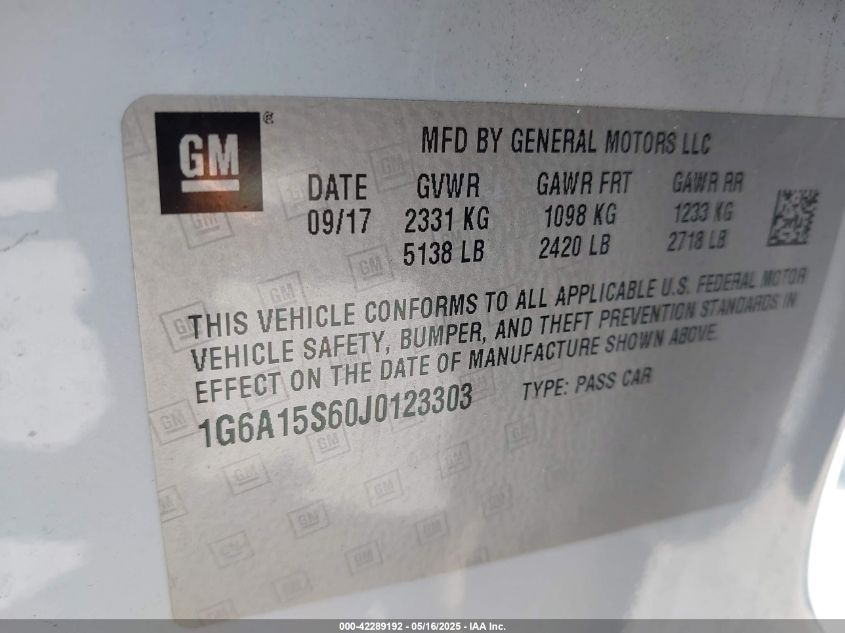 GM ®
MFD BY GENERAL MOTORS LLC
DATE GVWR GAWR FRT GAWR RR
09/17 2331 KG 1098 KG 1233 KG
5138 LB 2420 LB 2718 LB
THIS VEHICLE CONFORMS TO ALL APPLICABLE U.S. FEDERAL MOTOR
VEHICLE SAFETY, BUMPER, AND THEFT PREVENTION STANDARDS IN
EFFECT ON THE DATE OF MANUFACTURE SHOWN ABOVE.
1G6A15S60J0123303 TYPE: PASS CAR
000-42289192 - 05/16/2025 - IAA Inc.